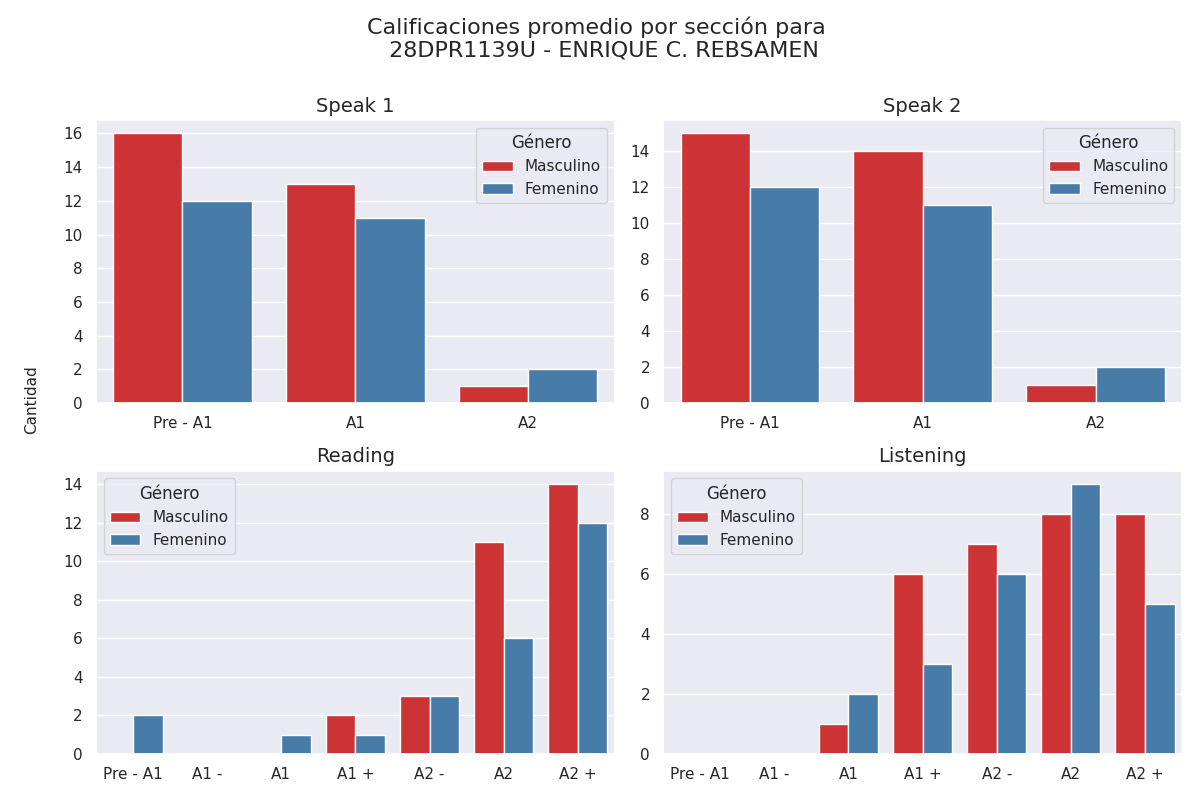 Calificaciones promedio por sección para
28DPR1139U - ENRIQUE C. REBSAMEN
Cantidad
Speak 1
16
14
12
10
8
6
4
2
0
Género
Masculino
Femenino
Pre - A1 A1 A2
Speak 2
14
12
10
8
6
4
2
0
Género
Masculino
Femenino
Pre - A1 A1 A2
Reading
14
12
10
8
6
4
2
0
Género
Masculino
Femenino
Pre - A1 A1 - A1 A1 + A2 - A2 A2 +
Listening
8
6
4
2
0
Género
Masculino
Femenino
Pre - A1 A1 - A1 A1 + A2 - A2 A2 +